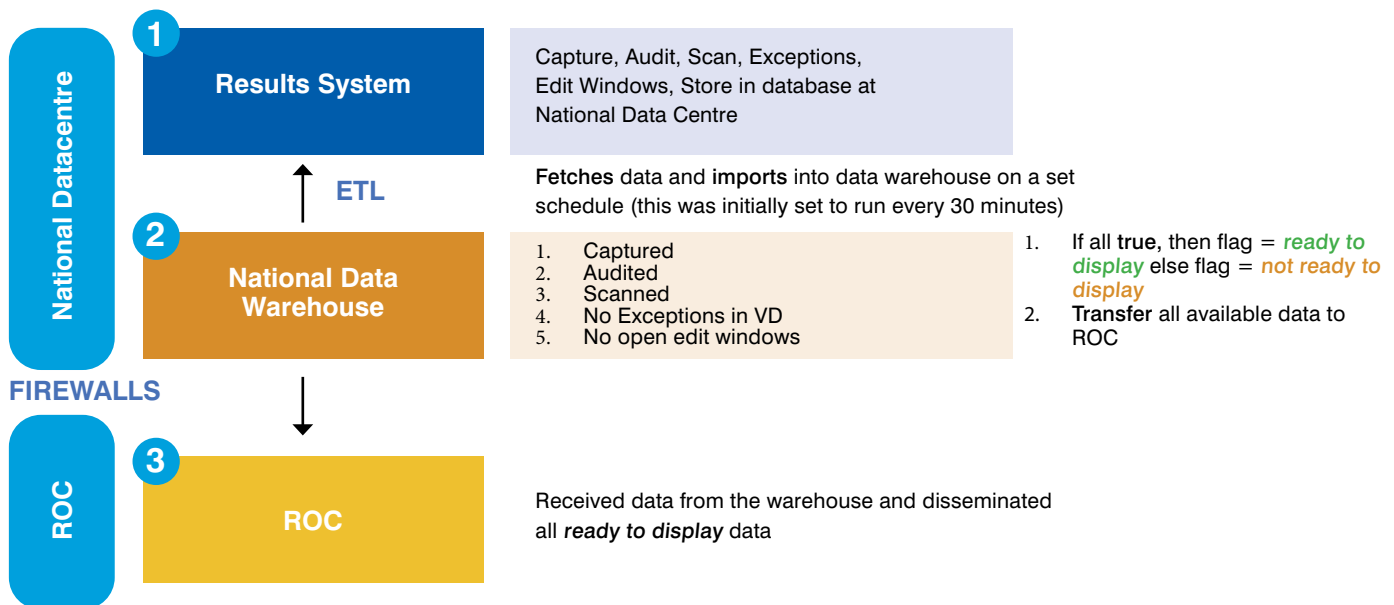 National Datacentre
1
Results System
Capture, Audit, Scan, Exceptions,
Edit Windows, Store in database at
National Data Centre
ETL
Fetches data and imports into data warehouse on a set
schedule (this was initially set to run every 30 minutes)
2
National Data
Warehouse
1. Captured
2. Audited
3. Scanned
4. No Exceptions in VD
5. No open edit windows
1. If all true, then flag = ready to
display else flag = not ready to
display
2. Transfer all available data to
ROC
FIREWALLS
ROC
3
ROC
Received data from the warehouse and disseminated
all ready to display data